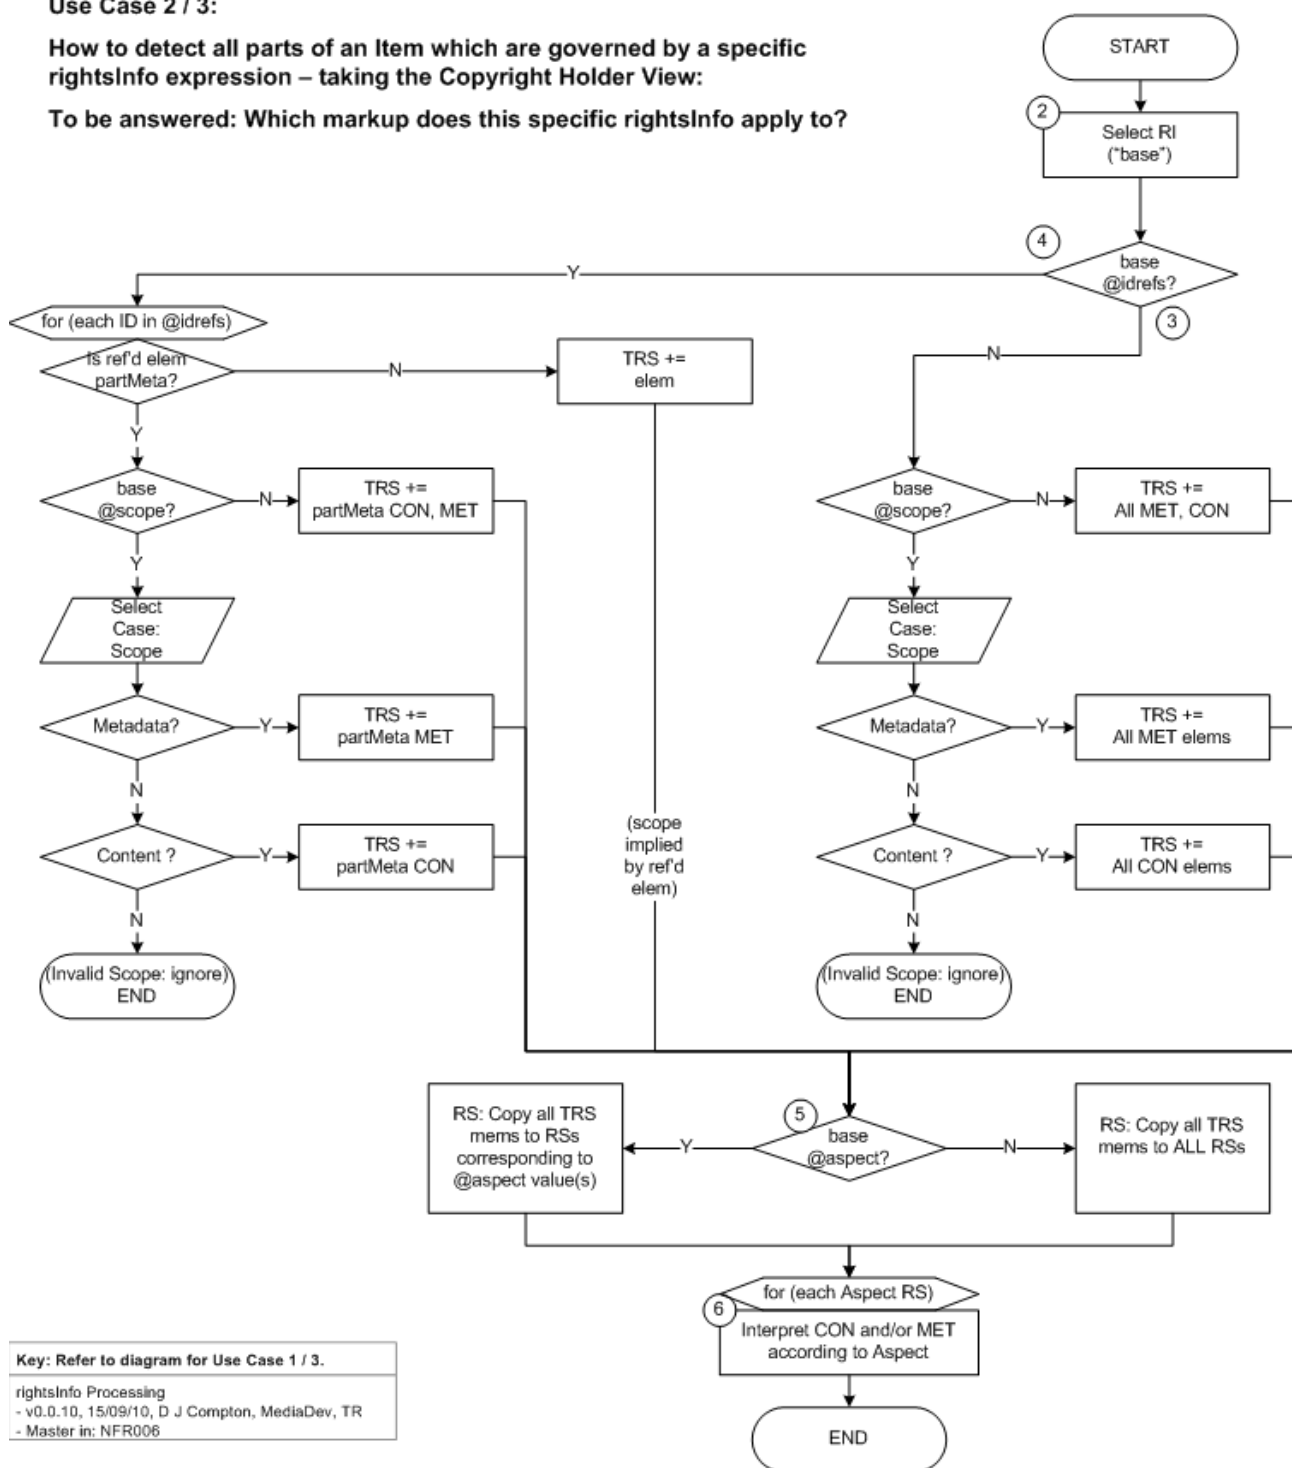 Use Case 2 / 3:
How to detect all parts of an Item which are governed by a specific
rightsInfo expression – taking the Copyright Holder View:
To be answered: Which markup does this specific rightsInfo apply to?
START
2
Select RI
("base")
4
base
@idrefs?
3
Y
N
for (each ID in @idrefs)
is ref'd elem
partMeta?
N
TRS +=
elem
Y
base
@scope?
N
TRS +=
partMeta CON, MET
Y
Select
Case:
Scope
Metadata?
Y
TRS +=
partMeta MET
N
Content ?
Y
TRS +=
partMeta CON
N
(Invalid Scope: ignore)
END
(scope
implied
by ref'd
elem)
base
@scope?
N
TRS +=
All MET, CON
Y
Select
Case:
Scope
Metadata?
Y
TRS +=
All MET elems
N
Content ?
Y
TRS +=
All CON elems
N
(Invalid Scope: ignore)
END
RS: Copy all TRS
mems to RSs
corresponding to
@aspect value(s)
Y
5
base
@aspect?
N
RS: Copy all TRS
mems to ALL RSs
for (each Aspect RS)
6
Interpret CON and/or MET
according to Aspect
END
Key: Refer to diagram for Use Case 1 / 3.
rightsInfo Processing
- v0.0.10, 15/09/10, D J Compton, MediaDev, TR
- Master in: NFR006